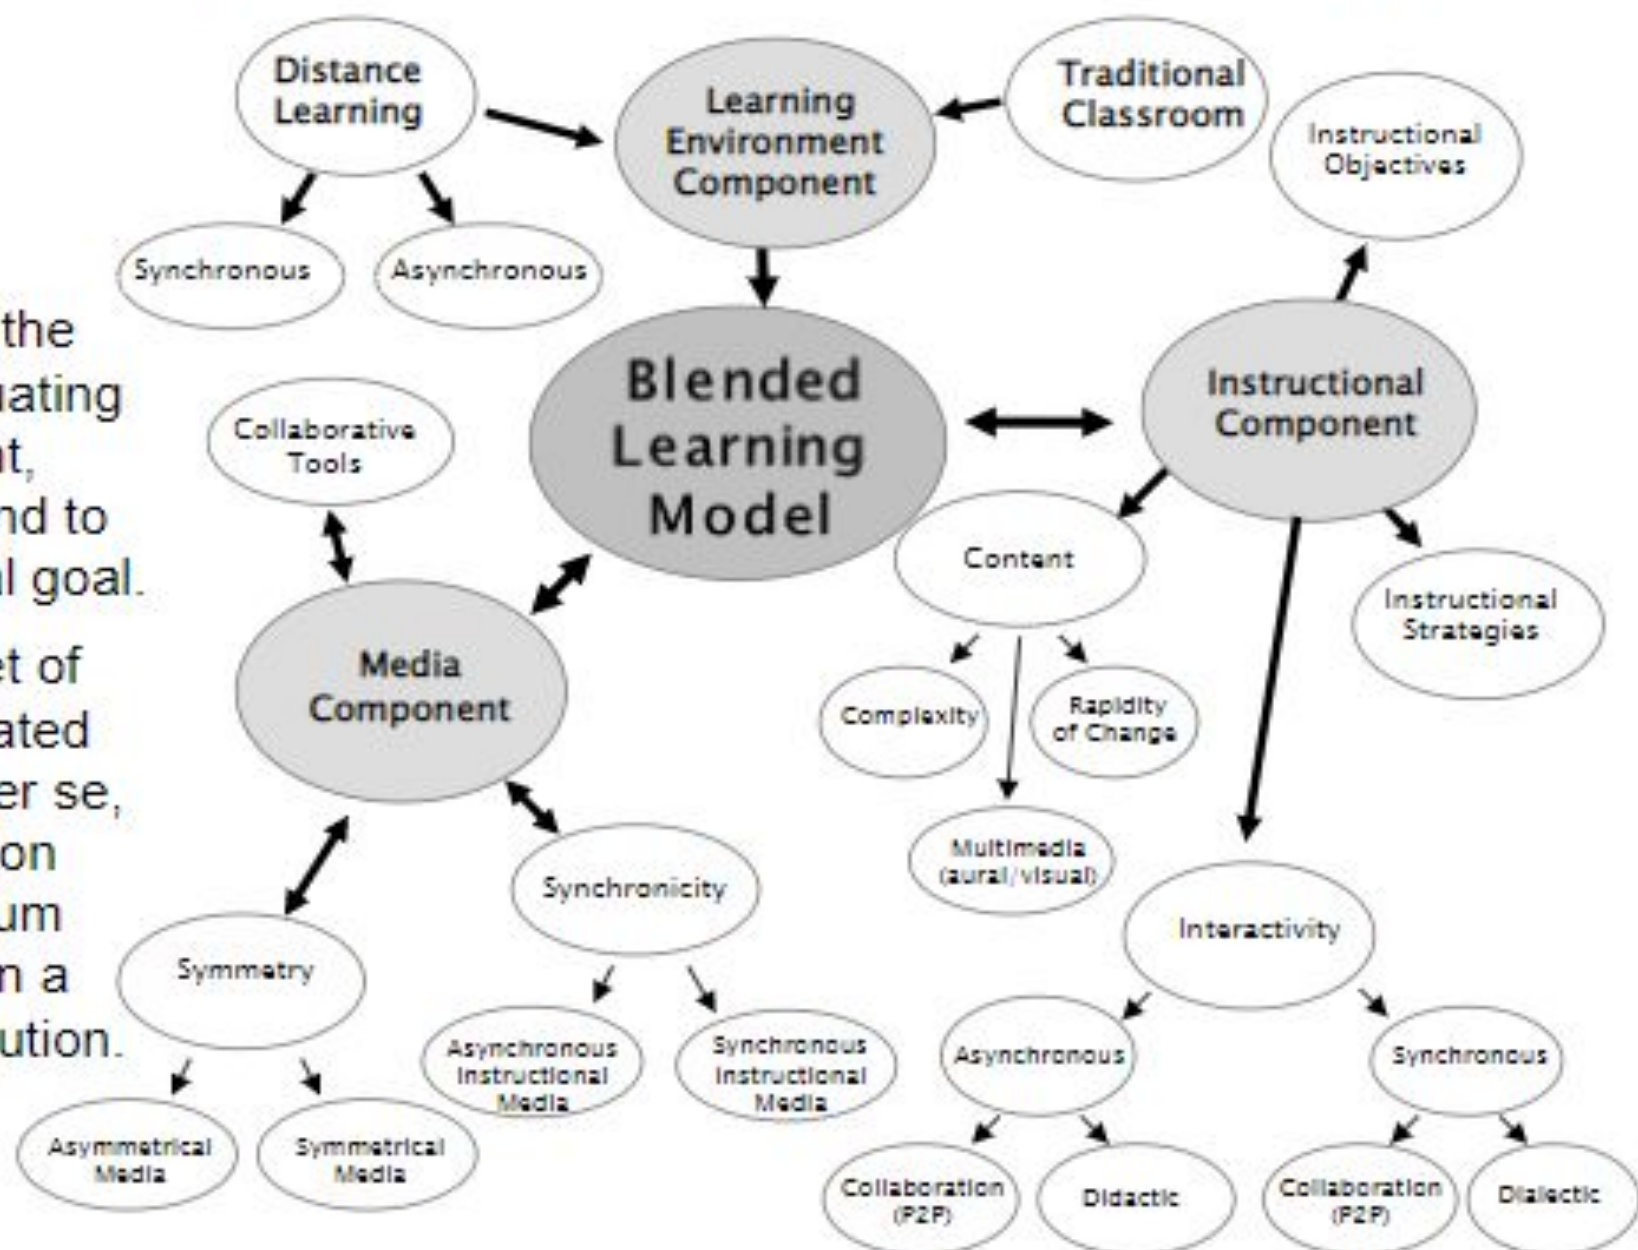 Distance
Learning
Learning
Environment
Component
Traditional
Classroom
Instructional
Objectives
Synchronous
Asynchronous
the
uating
nd to
al goal.
et of
ated
er se,
on
um
n a
ution.
Collaborative
Tools
Blended
Learning
Model
Instructional
Component
Content
Instructional
Strategies
Media
Component
Complexity
Rapidity
of Change
Multimedia
(aural/visual)
Synchronicity
Interactivity
Symmetry
Asynchronous
Instructional
Media
Synchronous
Instructional
Media
Asynchronous
Synchronous
Asymmetrical
Media
Symmetrical
Media
Collaboration
(P2P)
Didactic
Collaboration
(P2P)
Dialectic